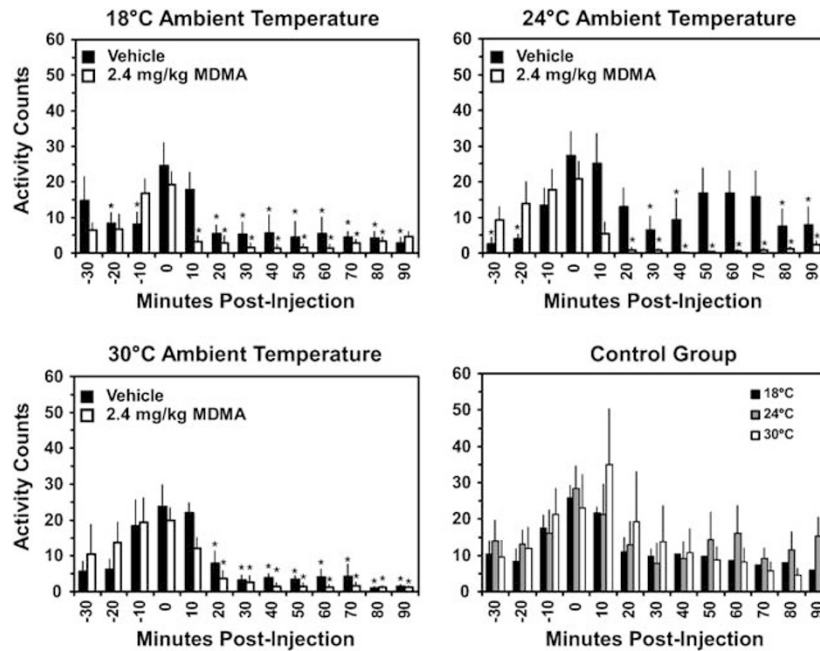 18°C Ambient Temperature
Activity Counts
60
50
40
30
20
10
0
Vehicle
2.4 mg/kg MDMA
* * * * * * * * * * * * * * * * * * *
-30 -20 -10 0 10 20 30 40 50 60 70 80 90
Minutes Post-Injection
24°C Ambient Temperature
60
50
40
30
20
10
0
Vehicle
2.4 mg/kg MDMA
* * * * * * * * * * * * * *
-30 -20 -10 0 10 20 30 40 50 60 70 80 90
Minutes Post-Injection
30°C Ambient Temperature
Activity Counts
60
50
40
30
20
10
0
Vehicle
2.4 mg/kg MDMA
* * * * * * * * * * * * * * * *
-30 -20 -10 0 10 20 30 40 50 60 70 80 90
Minutes Post-Injection
Control Group
60
50
40
30
20
10
0
18°C
24°C
30°C
-30 -20 -10 0 10 20 30 40 50 60 70 80 90
Minutes Post-Injection